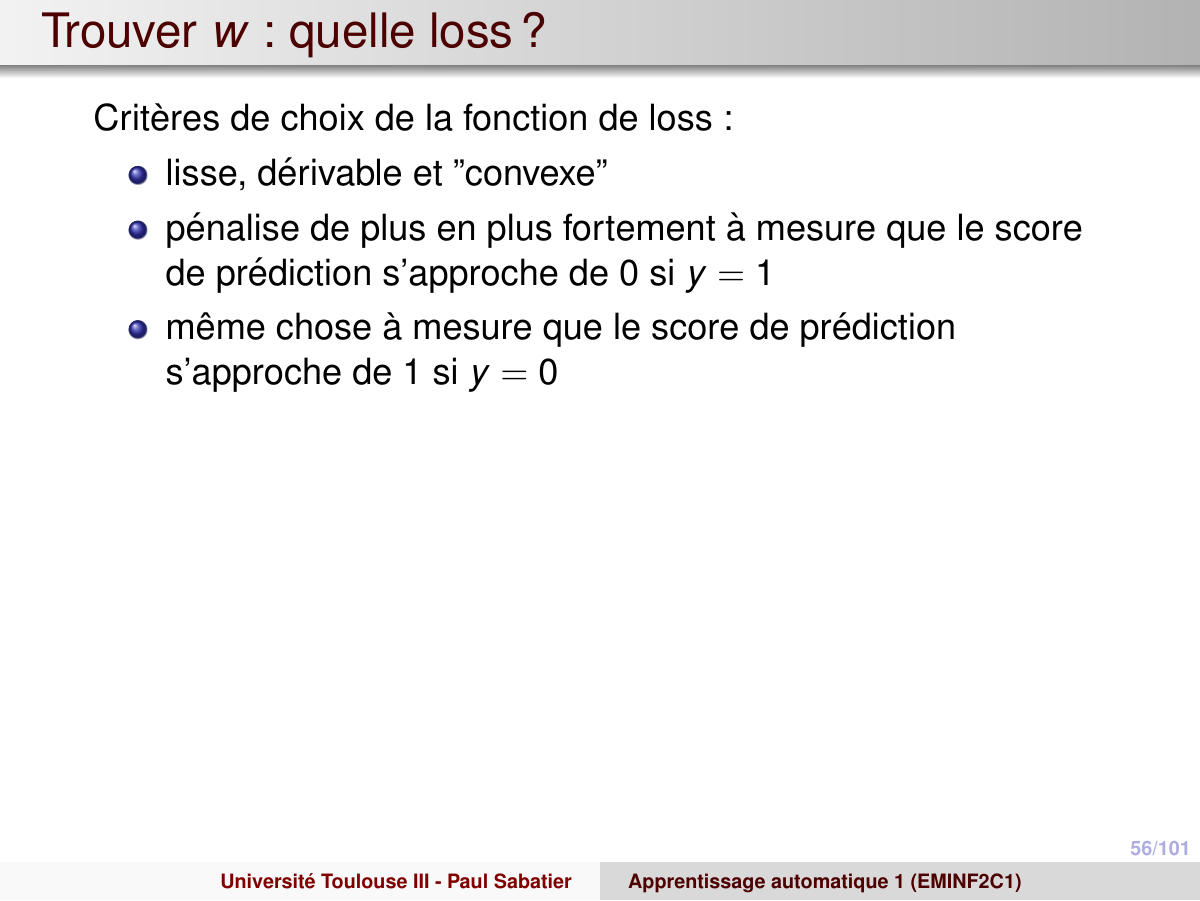 Trouver w : quelle loss ?
Critères de choix de la fonction de loss :
lisse, dérivable et ”convexe”
pénalise de plus en plus fortement à mesure que le score
de prédiction s’approche de 0 si y = 1
même chose à mesure que le score de prédiction
s’approche de 1 si y = 0
56/101
Université Toulouse III - Paul Sabatier
Apprentissage automatique 1 (EMINF2C1)